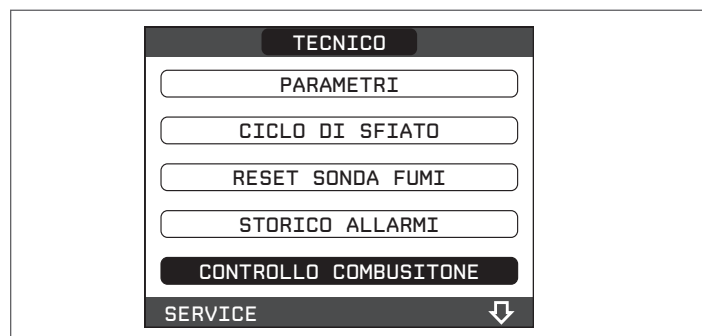 TECNICO
PARAMETRI
CICLO DI SFIATO
RESET SONDA FUMI
STORICO ALLARMI
CONTROLLO COMBUSITONE
SERVICE